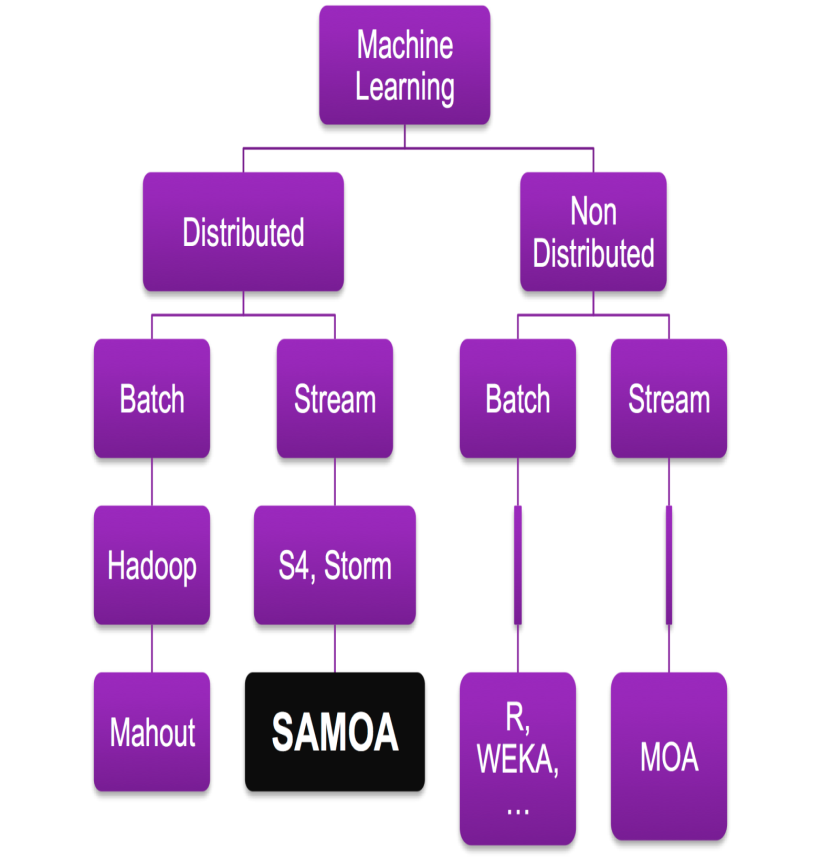 Machine
Learning
Distributed
Non
Distributed
Batch
Stream
Batch
Stream
Hadoop
S4, Storm
Mahout
SAMOA
R,
WEKA,
...
MOA